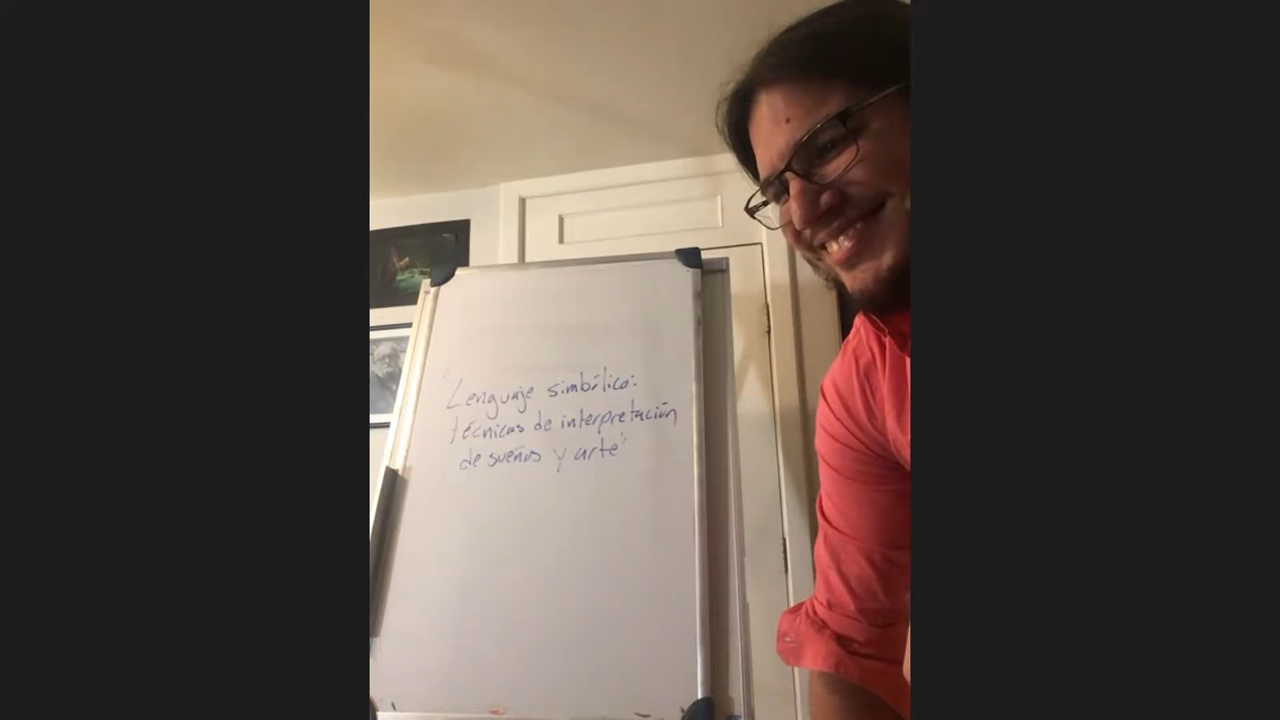 "Lenguaje simbólico:
técnicas de interpretación
de sueños y arte"